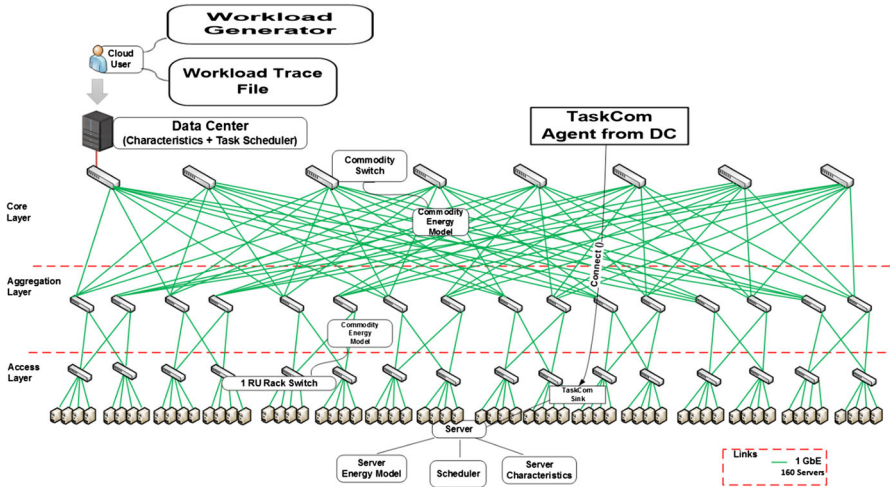 Workload
Generator
Cloud
User
Workload Trace
File
Data Center
(Characteristics + Task Scheduler)
TaskCom
Agent from DC
Commodity
Switch
Core
Layer
Commodity
Energy
Model
Connect ()
Aggregation
Layer
Commodity
Energy
Model
Access
Layer
1 RU Rack Switch
TaskCom
Sink
Server
Server
Energy Model
Scheduler
Server
Characteristics
Links
1 GbE
160 Servers